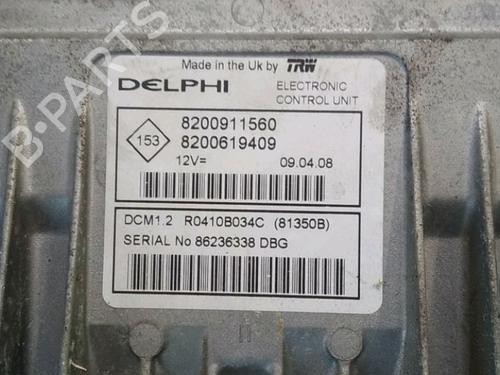 Made in the Uk by TRW
DELPHI
ELECTRONIC
CONTROL UNIT
153
8200911560
8200619409
12V=
09.04.08
DCM1.2 R0410B034C (81350B)
SERIAL No 86236338 DBG
B-PARTS